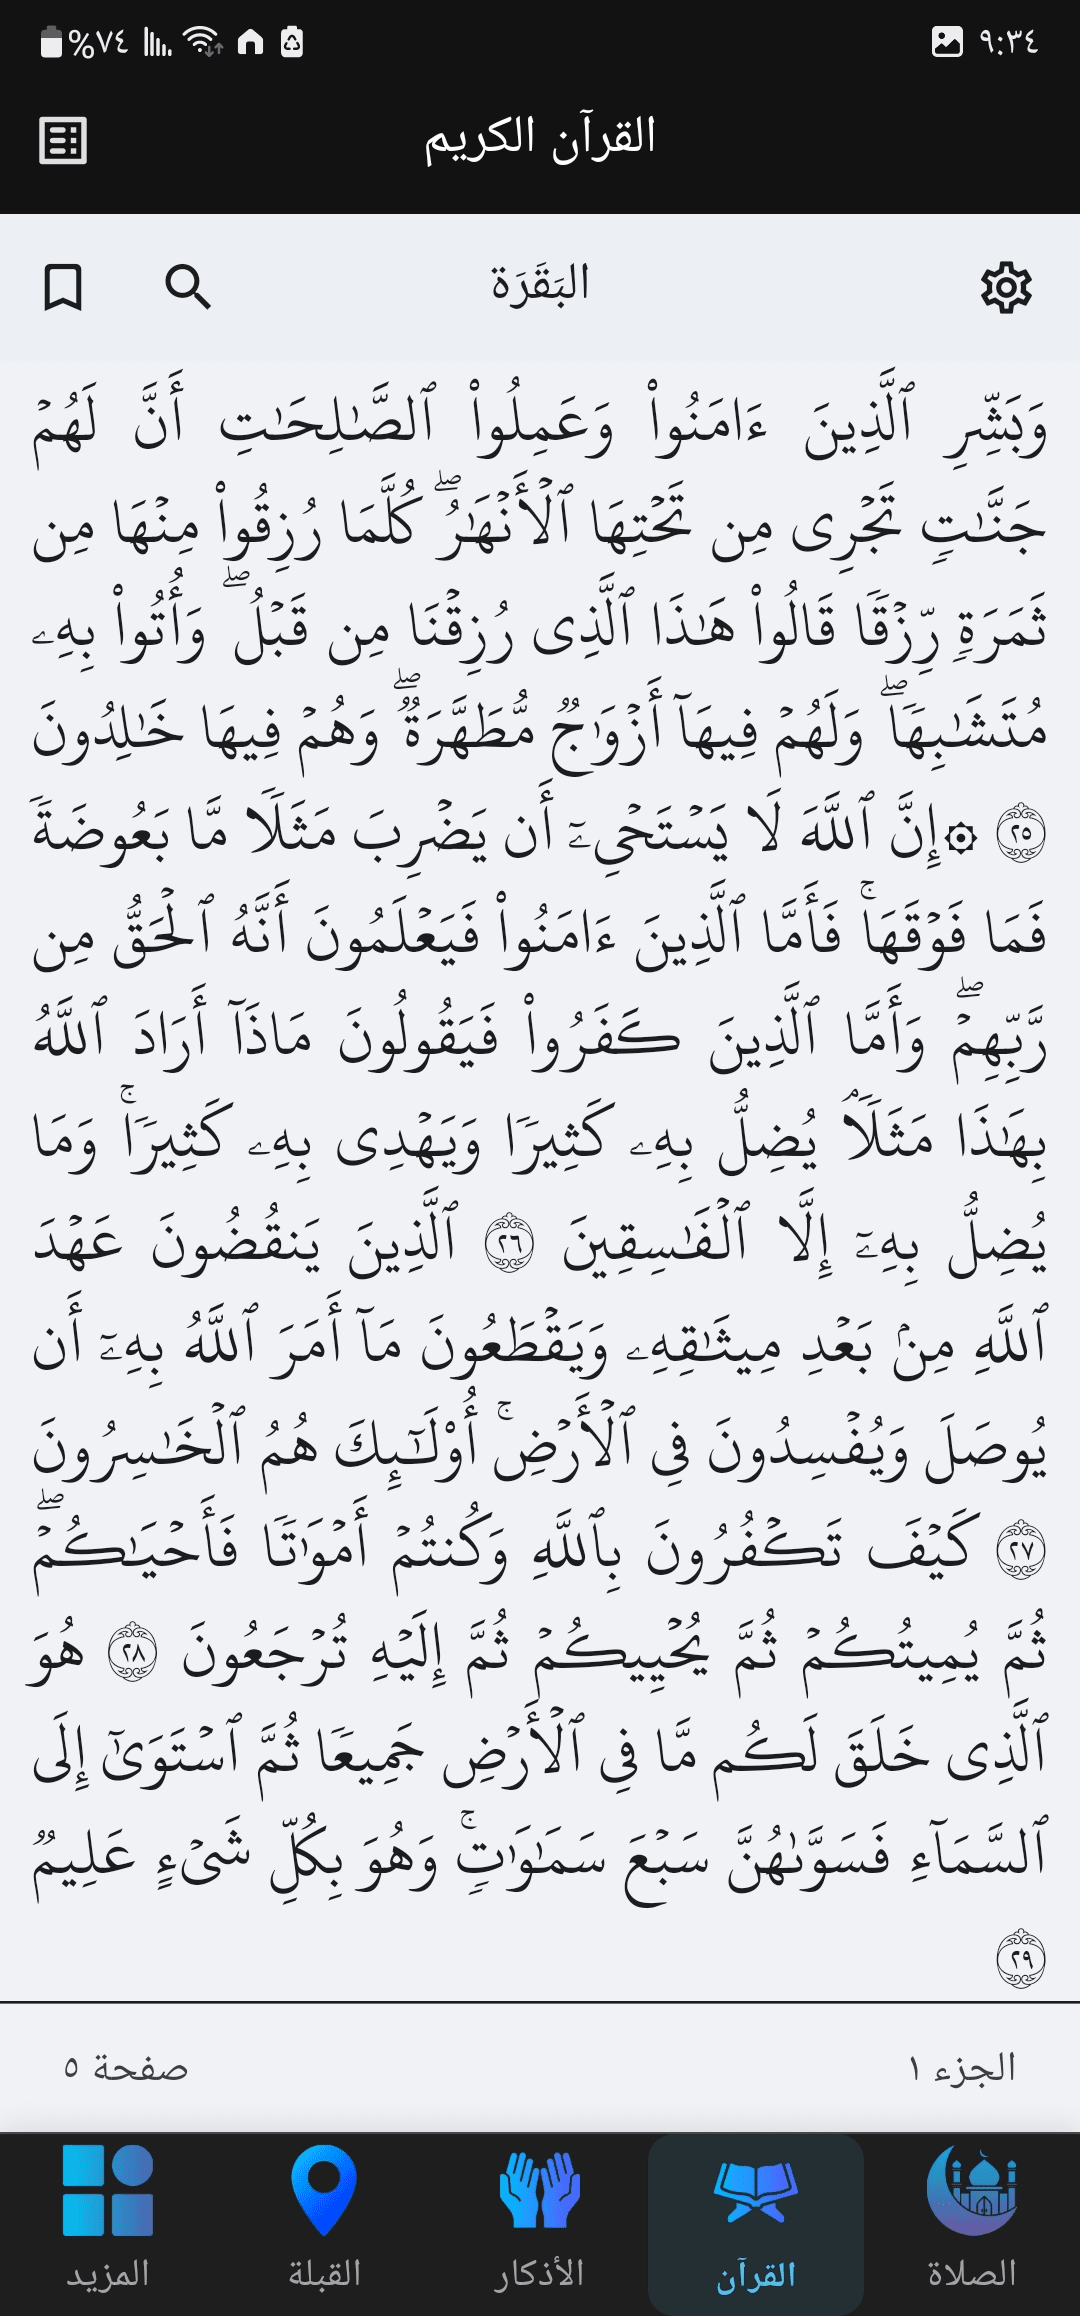 ٩:٣٤ %٧٤
القرآن الكريم
البَقَرَة
وَبَشِّرِ ٱلَّذِينَ ءَامَنُوا۟ وَعَمِلُوا۟ ٱلصَّـٰلِحَـٰتِ أَنَّ لَهُمۡ
جَنَّـٰتٍۢ تَجۡرِى مِن تَحۡتِهَا ٱلۡأَنۡهَـٰرُۖ كُلَّمَا رُزِقُوا۟ مِنۡهَا مِن
ثَمَرَةٍۢ رِّزۡقًۭا قَالُوا۟ هَـٰذَا ٱلَّذِى رُزِقۡنَا مِن قَبۡلُۖ وَأُتُوا۟ بِهِۦ
مُتَشَـٰبِهًۭاۖ وَلَهُمۡ فِيهَآ أَزۡوَٰجٌۭ مُّطَهَّرَةٌۭۖ وَهُمۡ فِيهَا خَـٰلِدُونَ
٢٥ ۞إِنَّ ٱللَّهَ لَا يَسۡتَحۡىِۦٓ أَن يَضۡرِبَ مَثَلًۭا مَّا بَعُوضَةًۭ
فَمَا فَوۡقَهَاۚ فَأَمَّا ٱلَّذِينَ ءَامَنُوا۟ فَيَعۡلَمُونَ أَنَّهُ ٱلۡحَقُّ مِن
رَّبِّهِمۡۖ وَأَمَّا ٱلَّذِينَ كَفَرُوا۟ فَيَقُولُونَ مَاذَآ أَرَادَ ٱللَّهُ
بِهَـٰذَا مَثَلًۭاۘ يُضِلُّ بِهِۦ كَثِيرًۭا وَيَهۡدِى بِهِۦ كَثِيرًۭاۚ وَمَا
يُضِلُّ بِهِۦٓ إِلَّا ٱلۡفَـٰسِقِينَ ٢٦ ٱلَّذِينَ يَنقُضُونَ عَهۡدَ
ٱللَّهِ مِنۢ بَعۡدِ مِيثَـٰقِهِۦ وَيَقۡطَعُونَ مَآ أَمَرَ ٱللَّهُ بِهِۦٓ أَن
يُوصَلَ وَيُفۡسِدُونَ فِى ٱلۡأَرۡضِۚ أُو۟لَـٰٓئِكَ هُمُ ٱلۡخَـٰسِرُونَ
٢٧ كَيۡفَ تَكۡفُرُونَ بِٱللَّهِ وَكُنتُمۡ أَمۡوَٰتًۭا فَأَحۡيَـٰكُمۡۖ
ثُمَّ يُمِيتُكُمۡ ثُمَّ يُحۡيِيكُمۡ ثُمَّ إِلَيۡهِ تُرۡجَعُونَ ٢٨ هُوَ
ٱلَّذِى خَلَقَ لَكُم مَّا فِى ٱلۡأَرۡضِ جَمِيعًۭا ثُمَّ ٱسۡتَوَىٰٓ إِلَى
ٱلسَّمَآءِ فَسَوَّىٰهُنَّ سَبۡعَ سَمَـٰوَٰتٍۢۚ وَهُوَ بِكُلِّ شَىۡءٍ عَلِيمٌۭ
٢٩
الجزء ١ صفحة ٥
الصلاة القرآن الأذكار القبلة المزيد